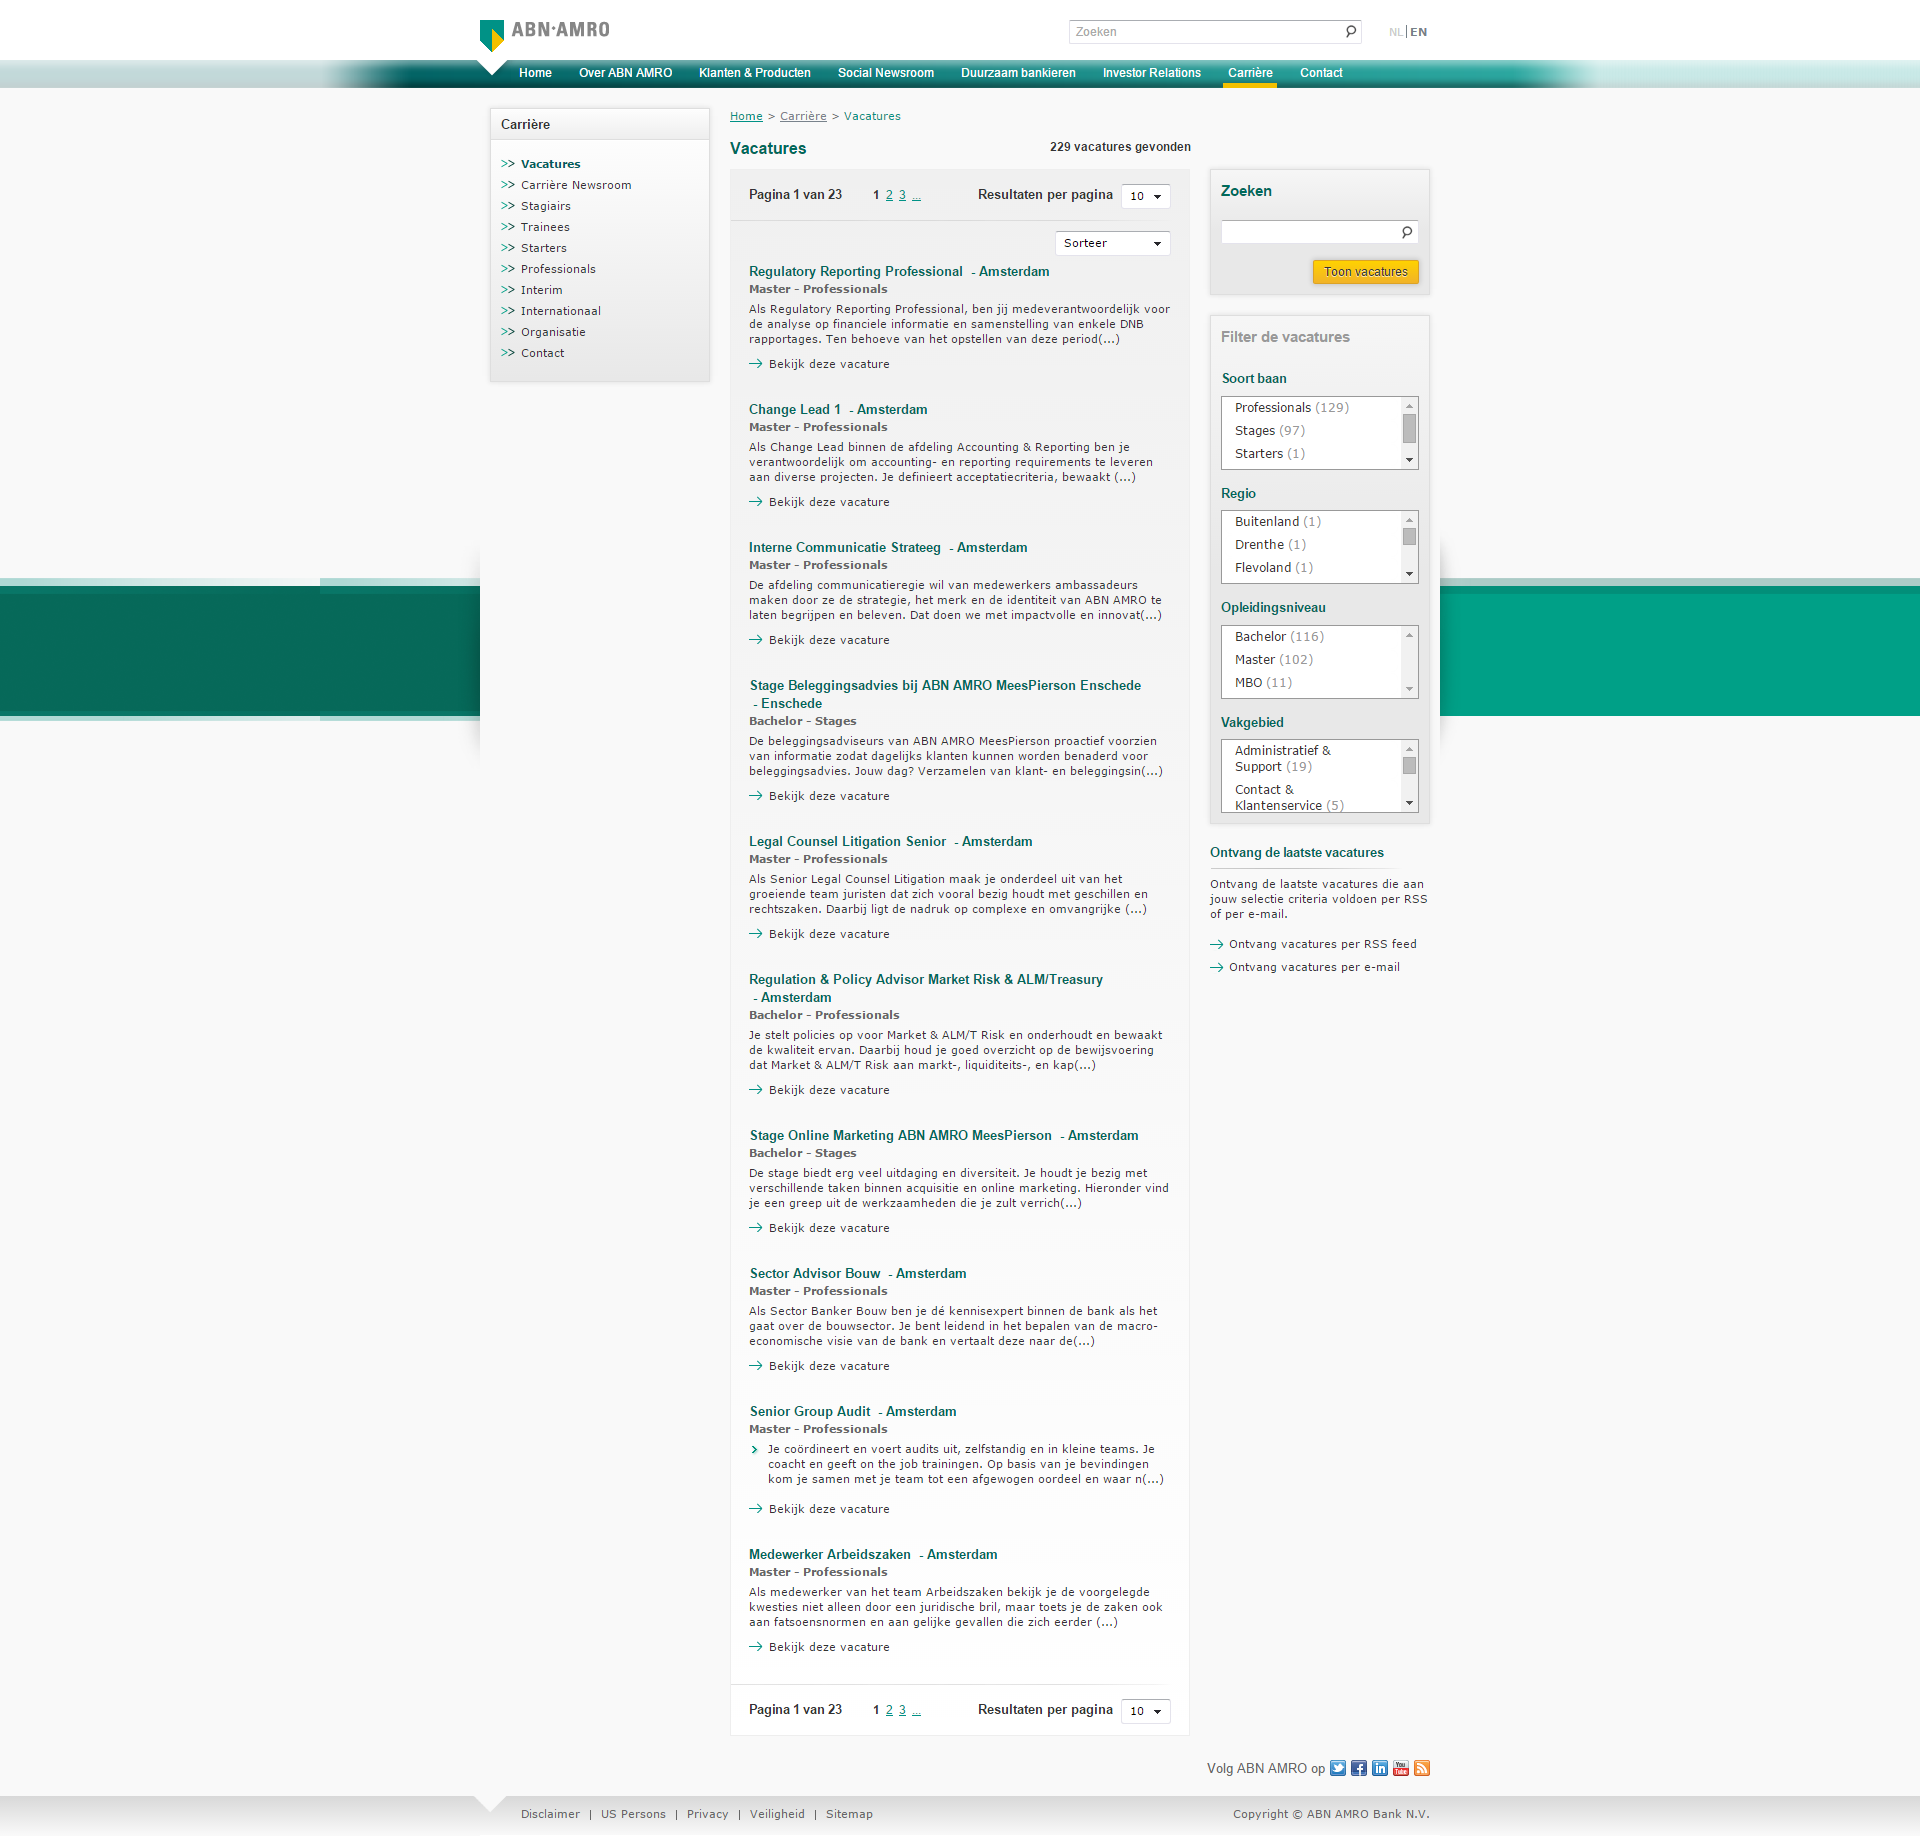 ABN·AMRO
Zoeken
NL|EN
Home Over ABN AMRO Klanten & Producten Social Newsroom Duurzaam bankieren Investor Relations Carrière Contact
Carrière
>> Vacatures
>> Carrière Newsroom
>> Stagiairs
>> Trainees
>> Starters
>> Professionals
>> Interim
>> Internationaal
>> Organisatie
>> Contact
Home > Carrière > Vacatures
Vacatures
229 vacatures gevonden
Pagina 1 van 23 1 2 3 ... Resultaten per pagina 10
Sorteer
Regulatory Reporting Professional - Amsterdam
Master - Professionals
Als Regulatory Reporting Professional, ben jij medeverantwoordelijk voor
de analyse op financiele informatie en samenstelling van enkele DNB
rapportages. Ten behoeve van het opstellen van deze period(...)
Bekijk deze vacature
Change Lead 1 - Amsterdam
Master - Professionals
Als Change Lead binnen de afdeling Accounting & Reporting ben je
verantwoordelijk om accounting- en reporting requirements te leveren
aan diverse projecten. Je definieert acceptatiecriteria, bewaakt (...)
Bekijk deze vacature
Interne Communicatie Strateeg - Amsterdam
Master - Professionals
De afdeling communicatieregie wil van medewerkers ambassadeurs
maken door ze de strategie, het merk en de identiteit van ABN AMRO te
laten begrijpen en beleven. Dat doen we met impactvolle en innovat(...)
Bekijk deze vacature
Stage Beleggingsadvies bij ABN AMRO MeesPierson Enschede
- Enschede
Bachelor - Stages
De beleggingsadviseurs van ABN AMRO MeesPierson proactief voorzien
van informatie zodat dagelijks klanten kunnen worden benaderd voor
beleggingsadvies. Jouw dag? Verzamelen van klant- en beleggingsin(...)
Bekijk deze vacature
Legal Counsel Litigation Senior - Amsterdam
Master - Professionals
Als Senior Legal Counsel Litigation maak je onderdeel uit van het
groeiende team juristen dat zich vooral bezig houdt met geschillen en
rechtszaken. Daarbij ligt de nadruk op complexe en omvangrijke (...)
Bekijk deze vacature
Regulation & Policy Advisor Market Risk & ALM/Treasury
- Amsterdam
Bachelor - Professionals
Je stelt policies op voor Market & ALM/T Risk en onderhoudt en bewaakt
de kwaliteit ervan. Daarbij houd je goed overzicht op de bewijsvoering
dat Market & ALM/T Risk aan markt-, liquiditeits-, en kap(...)
Bekijk deze vacature
Stage Online Marketing ABN AMRO MeesPierson - Amsterdam
Bachelor - Stages
De stage biedt erg veel uitdaging en diversiteit. Je houdt je bezig met
verschillende taken binnen acquisitie en online marketing. Hieronder vind
je een greep uit de werkzaamheden die je zult verrich(...)
Bekijk deze vacature
Sector Advisor Bouw - Amsterdam
Master - Professionals
Als Sector Banker Bouw ben je dé kennisexpert binnen de bank als het
gaat over de bouwsector. Je bent leidend in het bepalen van de macro-
economische visie van de bank en vertaalt deze naar de(...)
Bekijk deze vacature
Senior Group Audit - Amsterdam
Master - Professionals
Je coördineert en voert audits uit, zelfstandig en in kleine teams. Je
coacht en geeft on the job trainingen. Op basis van je bevindingen
kom je samen met je team tot een afgewogen oordeel en waar n(...)
Bekijk deze vacature
Medewerker Arbeidszaken - Amsterdam
Master - Professionals
Als medewerker van het team Arbeidszaken bekijk je de voorgelegde
kwesties niet alleen door een juridische bril, maar toets je de zaken ook
aan fatsoensnormen en aan gelijke gevallen die zich eerder (...)
Bekijk deze vacature
Pagina 1 van 23 1 2 3 ... Resultaten per pagina 10
Zoeken
Toon vacatures
Filter de vacatures
Soort baan
Professionals (129)
Stages (97)
Starters (1)
Regio
Buitenland (1)
Drenthe (1)
Flevoland (1)
Opleidingsniveau
Bachelor (116)
Master (102)
MBO (11)
Vakgebied
Administratief &
Support (19)
Contact &
Klantenservice (5)
Ontvang de laatste vacatures
Ontvang de laatste vacatures die aan
jouw selectie criteria voldoen per RSS
of per e-mail.
Ontvang vacatures per RSS feed
Ontvang vacatures per e-mail
Volg ABN AMRO op
Disclaimer | US Persons | Privacy | Veiligheid | Sitemap
Copyright © ABN AMRO Bank N.V.